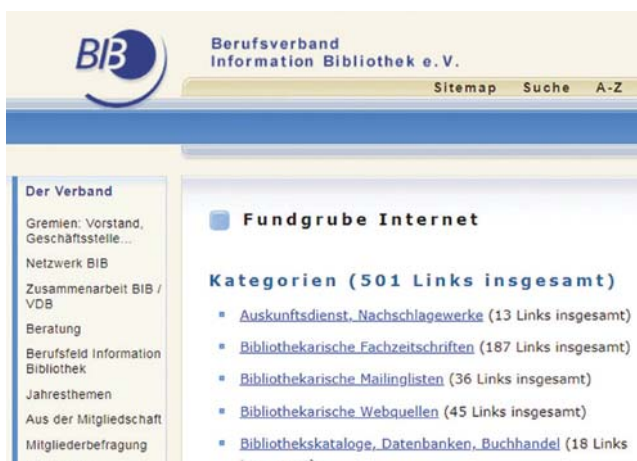 BIB
Berufsverband
Information Bibliothek e.V.
Sitemap Suche A-Z
Der Verband
Gremien: Vorstand,
Geschäftsstelle...
Netzwerk BIB
Zusammenarbeit BIB /
VDB
Beratung
Berufsfeld Information
Bibliothek
Jahresthemen
Aus der Mitgliedschaft
Mitgliederbefragung
Fundgrube Internet
Kategorien (501 Links insgesamt)
Auskunftsdienst, Nachschlagewerke (13 Links insgesamt)
Bibliothekarische Fachzeitschriften (187 Links insgesamt)
Bibliothekarische Mailinglisten (36 Links insgesamt)
Bibliothekarische Webquellen (45 Links insgesamt)
Bibliothekskataloge, Datenbanken, Buchhandel (18 Links